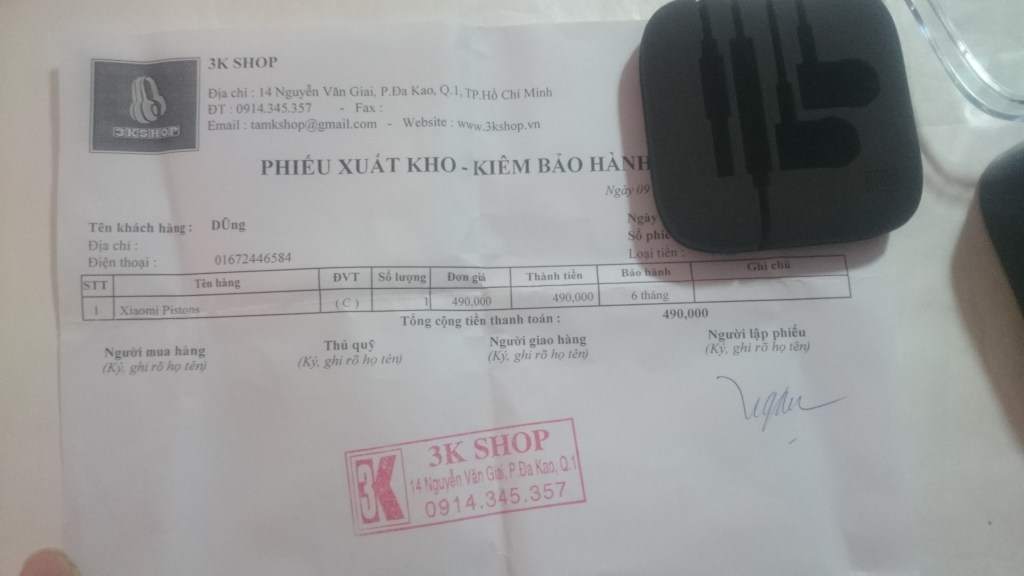 3K SHOP
3KSHOP
Địa chỉ : 14 Nguyễn Văn Giai, P.Đa Kao, Q.1, TP.Hồ Chí Minh
ĐT : 0914.345.357 - Fax :
Email : tamkshop@gmail.com - Website : www.3kshop.vn
PHIẾU XUẤT KHO - KIÊM BẢO HÀNH
Ngày 09
Tên khách hàng : DŨng
Ngày
Địa chỉ :
Số phiế
Điện thoại : 01672446584
Loại tiền :
STT Tên hàng ĐVT Số lượng Đơn giá Thành tiền Bảo hành Ghi chú
1 Xiaomi Pistons ( C ) 1 490,000 490,000 6 tháng
Tổng cộng tiền thanh toán : 490,000
Người mua hàng Thủ quỹ Người giao hàng Người lập phiếu
(Ký, ghi rõ họ tên) (Ký, ghi rõ họ tên) (Ký, ghi rõ họ tên) (Ký, ghi rõ họ tên)
3K
3K SHOP
14 Nguyễn Văn Giai, P.Đa Kao, Q.1
0914.345.357